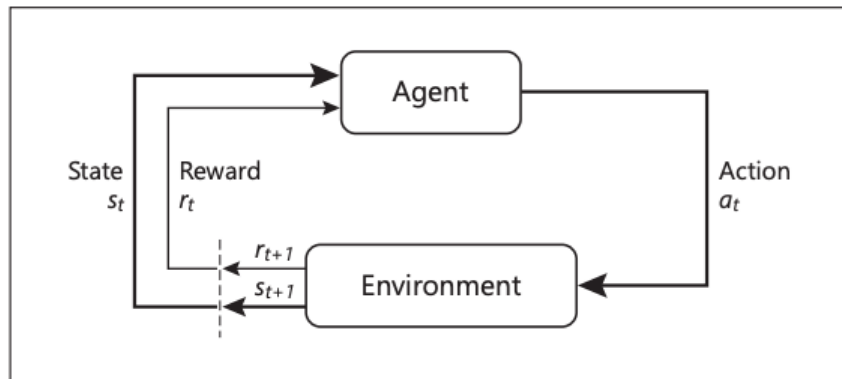 Agent
State
s_t
Reward
r_t
Action
a_t
r_{t+1}
s_{t+1}
Environment